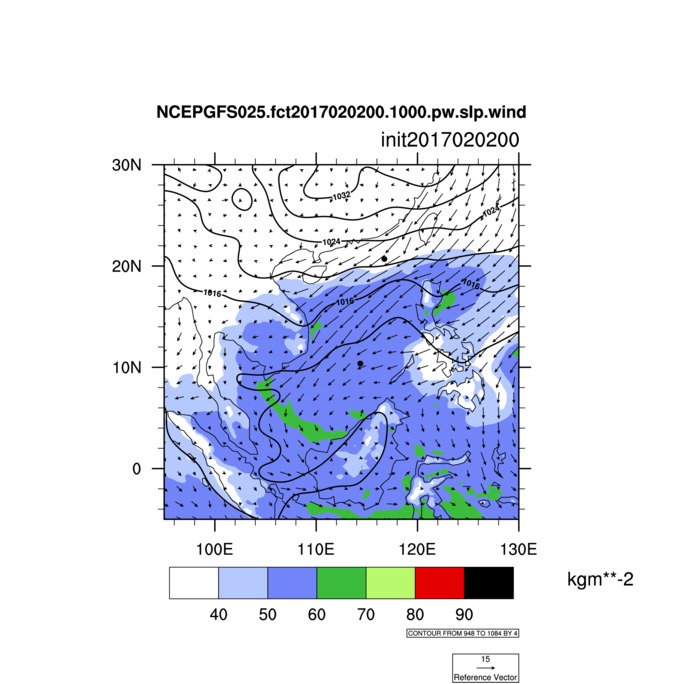 NCEPGFS025.fct2017020200.1000.pw.slp.wind
init2017020200
30N
1032
1024
1024
20N
1016
1016
1016
10N
0
100E 110E 120E 130E
kgm**-2
40 50 60 70 80 90
CONTOUR FROM 948 TO 1084 BY 4
15
Reference Vector